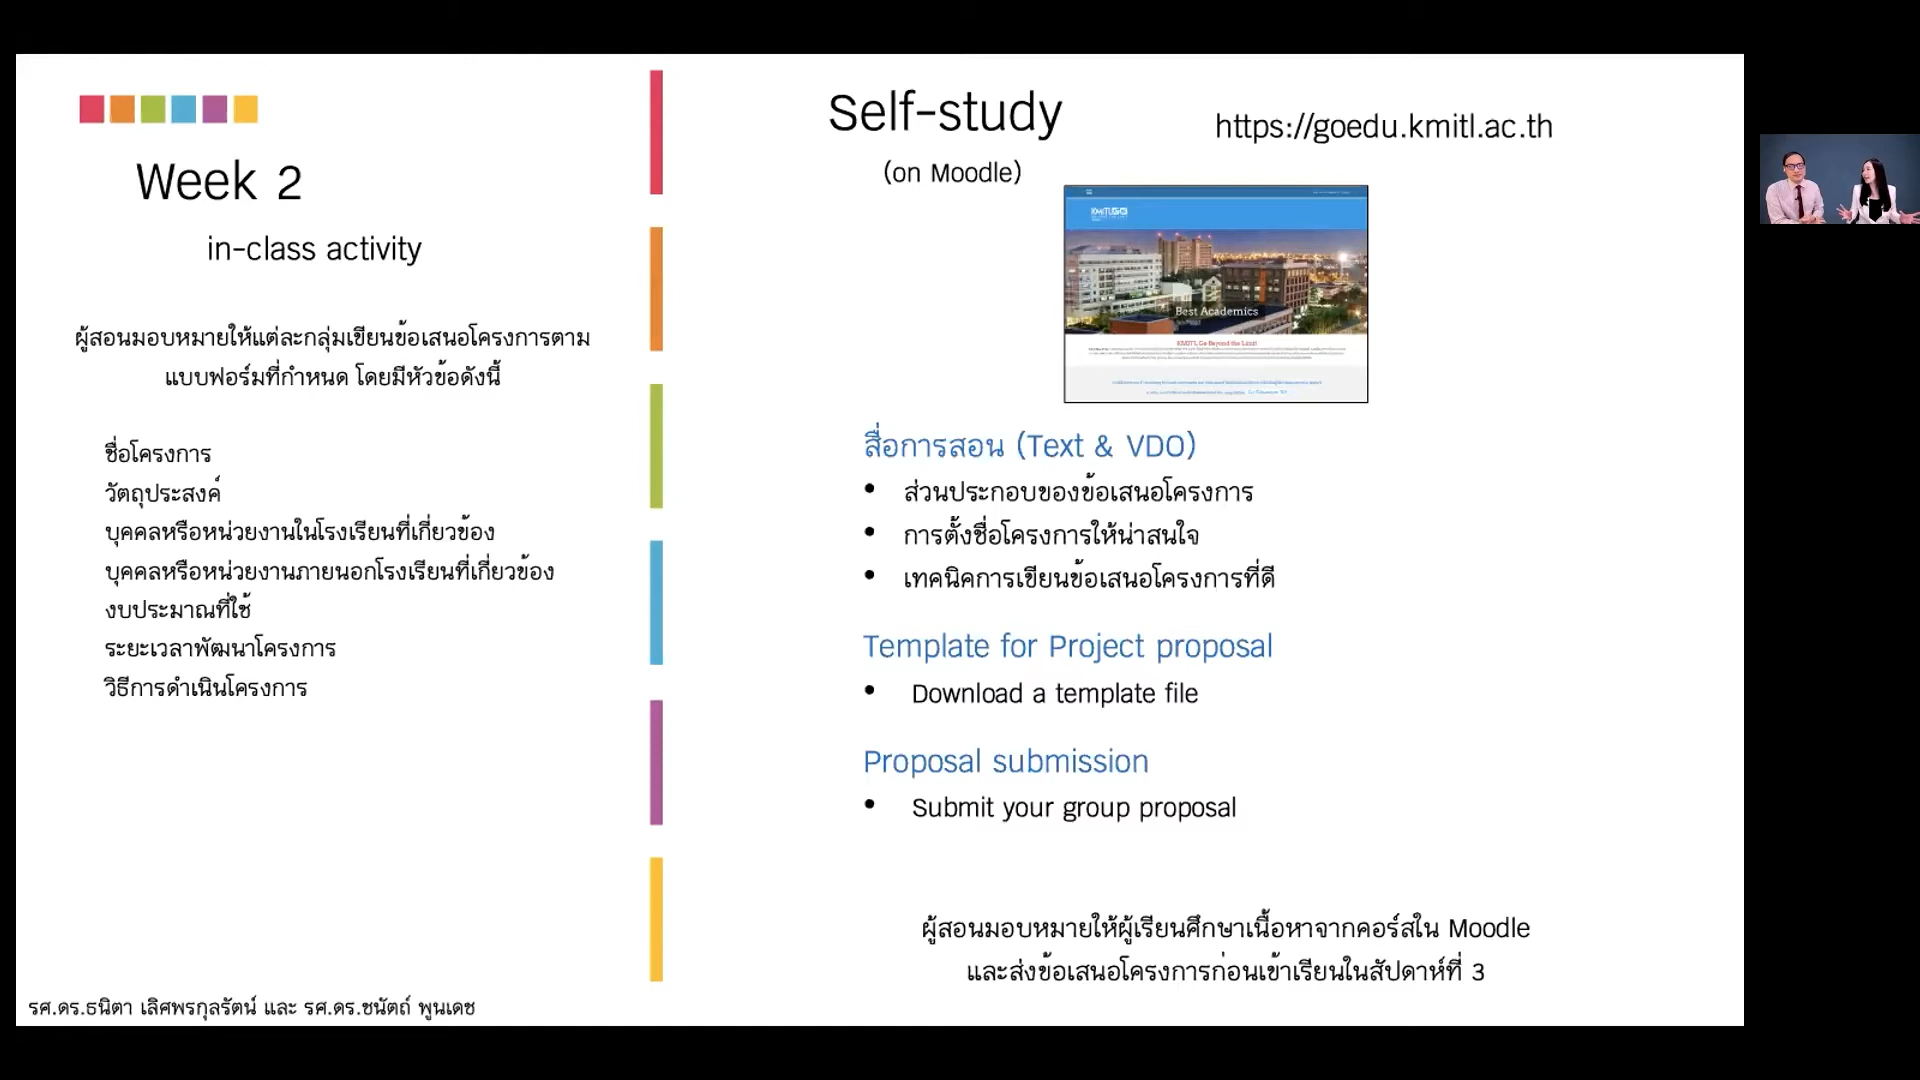 Week 2
in-class activity
ผู้สอนมอบหมายให้แต่ละกลุ่มเขียนข้อเสนอโครงการตาม
แบบฟอร์มที่กำหนด โดยมีหัวข้อดังนี้
ชื่อโครงการ
วัตถุประสงค์
บุคคลหรือหน่วยงานในโรงเรียนที่เกี่ยวข้อง
บุคคลหรือหน่วยงานภายนอกโรงเรียนที่เกี่ยวข้อง
งบประมาณที่ใช้
ระยะเวลาพัฒนาโครงการ
วิธีการดำเนินโครงการ
รศ.ดร.ธนิตา เลิศพรกุลรัตน์ และ รศ.ดร.ชนัตถ์ พูนเดช
Self-study
(on Moodle)
https://goedu.kmitl.ac.th
KMITL GO
Best Academics
KMITL Go Beyond the Limit
สื่อการสอน (Text & VDO)
• ส่วนประกอบของข้อเสนอโครงการ
• การตั้งชื่อโครงการให้น่าสนใจ
• เทคนิคการเขียนข้อเสนอโครงการที่ดี
Template for Project proposal
• Download a template file
Proposal submission
• Submit your group proposal
ผู้สอนมอบหมายให้ผู้เรียนศึกษาเนื้อหาจากคอร์สใน Moodle
และส่งข้อเสนอโครงการก่อนเข้าเรียนในสัปดาห์ที่ 3